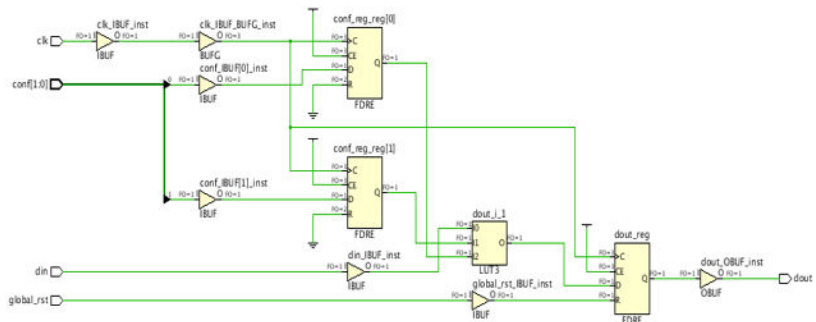 clk
clk_IBUF_inst
FO=1 I O FO=1
IBUF
clk_IBUF_BUFG_inst
FO=1 I O FO=3
BUFG
conf_reg_reg[0]
FO=1 C
FO=1 CE
FO=1 D
FO=2 R
Q FO=1
FDRE
conf[1:0]
0
conf_IBUF[0]_inst
FO=1 I O FO=1
IBUF
1
conf_IBUF[1]_inst
FO=1 I O FO=1
IBUF
conf_reg_reg[1]
FO=1 C
FO=1 CE
FO=1 D
FO=2 R
Q FO=1
FDRE
dout_i_1
FO=1 I0
FO=1 I1
FO=1 I2
O FO=1
LUT3
din
din_IBUF_inst
FO=1 I O FO=1
IBUF
global_rst
global_rst_IBUF_inst
FO=1 I O FO=1
IBUF
dout_reg
FO=1 C
FO=1 CE
FO=1 D
FO=1 R
Q FO=1
FDRE
dout_OBUF_inst
FO=1 I O FO=1
OBUF
dout